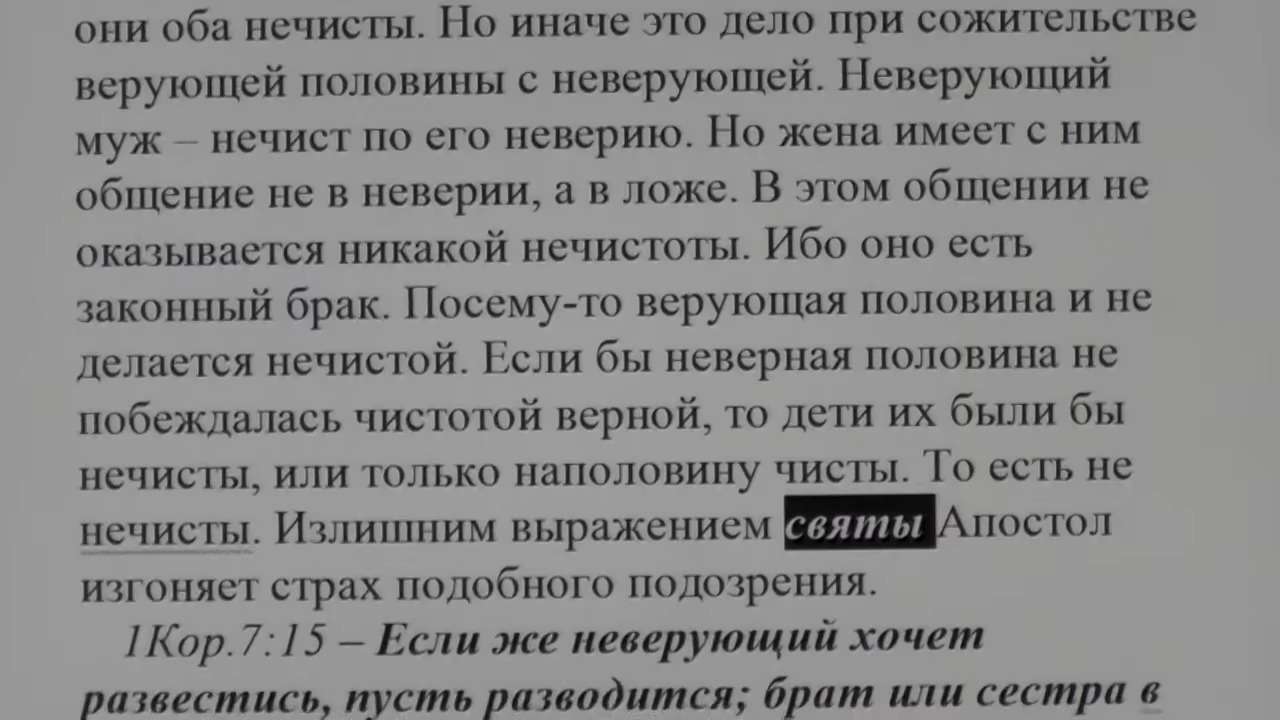 они оба нечисты. Но иначе это дело при сожительстве
верующей половины с неверующей. Неверующий
муж – нечист по его неверию. Но жена имеет с ним
общение не в неверии, а в ложе. В этом общении не
оказывается никакой нечистоты. Ибо оно есть
законный брак. Посему-то верующая половина и не
делается нечистой. Если бы неверная половина не
побеждалась чистотой верной, то дети их были бы
нечисты, или только наполовину чисты. То есть не
нечисты. Излишним выражением святы Апостол
изгоняет страх подобного подозрения.
1Кор.7:15 – Если же неверующий хочет
развестись, пусть разводится; брат или сестра в